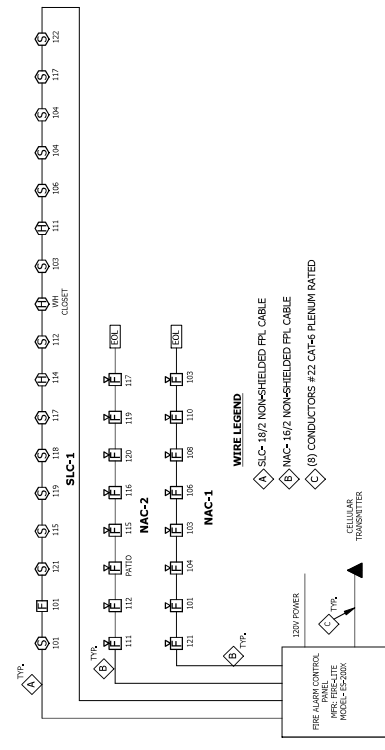 A TYP.
S F S S S S S H S H S H S S S S S
101 101 121 115 119 118 117 114 112 WH CLOSET 103 111 106 104 104 117 122
SLC-1
B TYP.
F F F F F F F F EOL
111 112 PATIO 115 116 120 119 117
NAC-2
B TYP.
F F F F F F F F EOL
121 101 104 103 106 108 110 103
NAC-1
WIRE LEGEND
A SLC- 18/2 NON-SHIELDED FPL CABLE
B NAC- 16/2 NON-SHIELDED FPL CABLE
C (8) CONDUCTORS #22 CAT-6 PLENUM RATED
120V POWER
C TYP.
CELLULAR
TRANSMITTER
FIRE ALARM CONTROL
PANEL
MFR: FIRE-LITE
MODEL- ES-200X